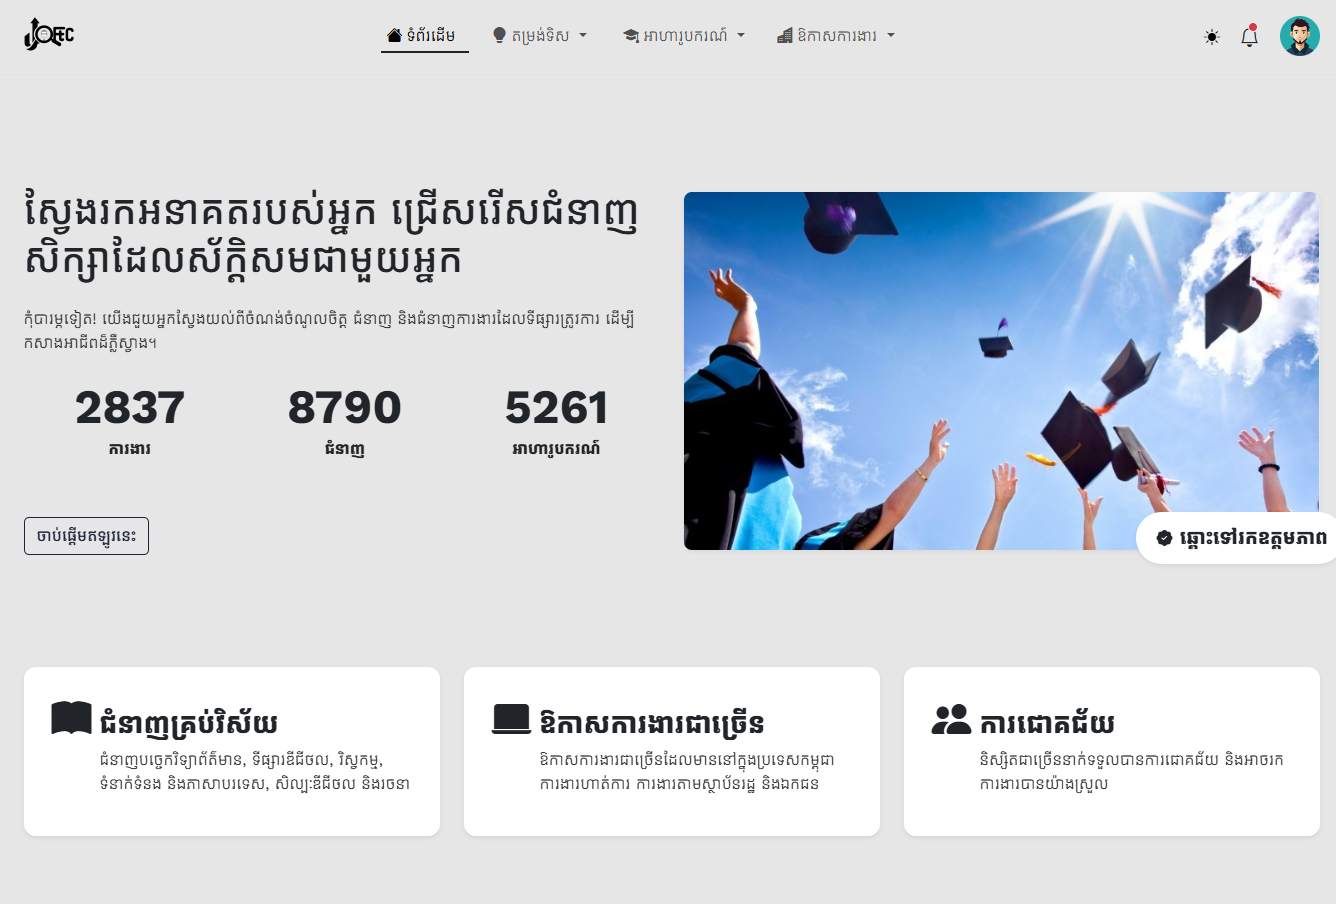 JOFEC
ទំព័រដើម
តម្រង់ទិស
អាហារូបករណ៍
ឱកាសការងារ
ស្វែងរកអនាគតរបស់អ្នក ជ្រើសរើសជំនាញ
សិក្សាដែលស័ក្តិសមជាមួយអ្នក
កុំបារម្ភទៀត! យើងជួយអ្នកស្វែងយល់ពីចំណង់ចំណូលចិត្ត ជំនាញ និងជំនាញការងារដែលទីផ្សារត្រូវការ ដើម្បី
កសាងអាជីពដ៏ភ្លឺស្វាង។
2837
8790
5261
ការងារ
ជំនាញ
អាហារូបករណ៍
ចាប់ផ្ដើមឥឡូវនេះ
ឆ្ពោះទៅរកឧត្តមភាព
ជំនាញគ្រប់វិស័យ
ជំនាញបច្ចេកវិទ្យាព័ត៌មាន, ទីផ្សារឌីជីថល, វិស្វកម្ម,
ទំនាក់ទំនង និងភាសាបរទេស, សិល្បៈឌីជីថល និងរចនា
ឱកាសការងារជាច្រើន
ឱកាសការងារជាច្រើនដែលមាននៅក្នុងប្រទេសកម្ពុជា
ការងារហាត់ការ ការងារតាមស្ថាប័នរដ្ឋ និងឯកជន
ការជោគជ័យ
និស្សិតជាច្រើននាក់ទទួលបានការជោគជ័យ និងអាចរក
ការងារបានយ៉ាងស្រួល